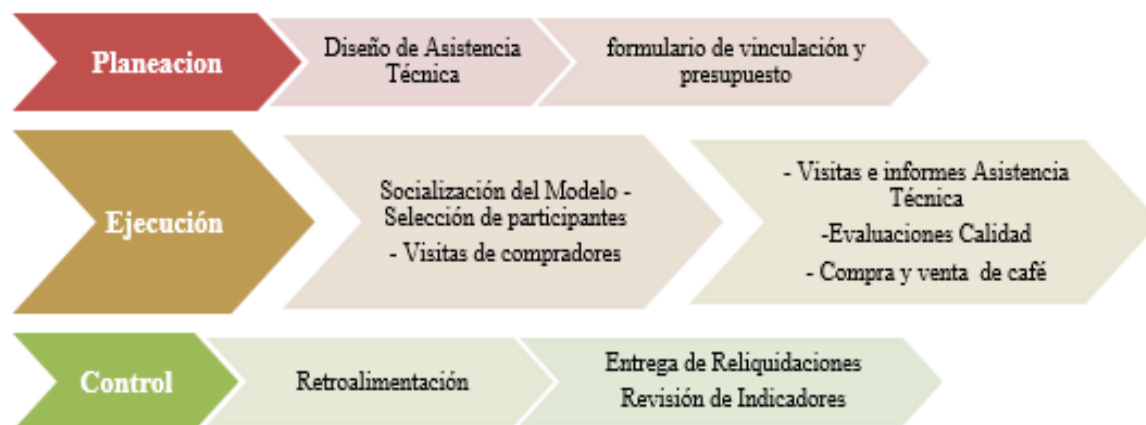 Planeacion
Diseño de Asistencia
Técnica
formulario de vinculación y
presupuesto
Ejecución
Socialización del Modelo -
Selección de participantes
- Visitas de compradores
- Visitas e informes Asistencia
Técnica
-Evaluaciones Calidad
- Compra y venta de café
Control
Retroalimentación
Entrega de Reliquidaciones
Revisión de Indicadores